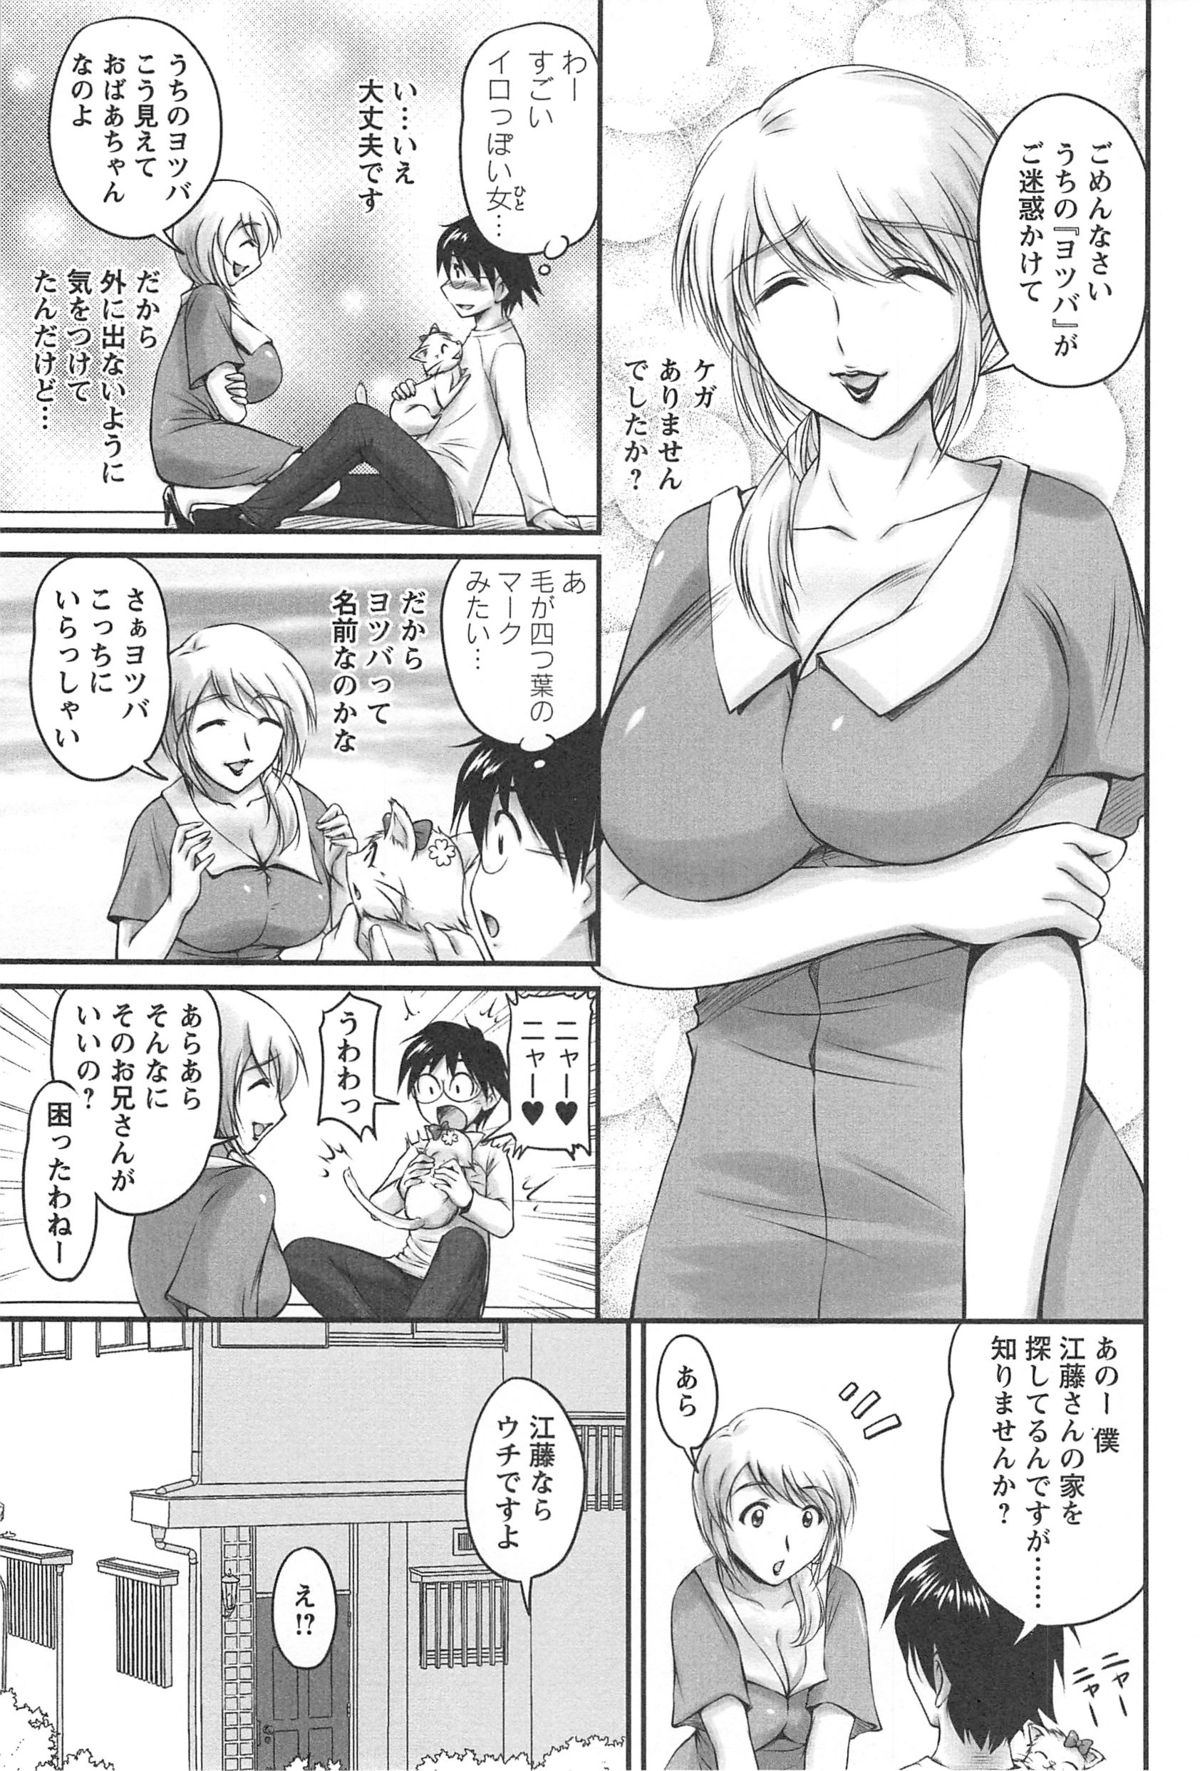 ごめんなさい
うちの『ヨツバ』が
ご迷惑かけて
ケガ
ありません
でしたか?
わー
すごい
イロっぽい女…
ひと
い…いえ
大丈夫です
うちのヨツバ
こう見えて
おばあちゃん
なのよ
だから
外に出ないように
気をつけて
たんだけど…
あ
毛が四つ葉の
マーク
みたい…
だから
ヨツバって
名前なのかな
さぁヨツバ
こっちに
いらっしゃい
ニャー♥
ニャー♥
うわわっ
あらあら
そんなに
そのお兄さんが
いいの?
困ったわねー
あのー僕
江藤さんの家を
探してるんですが……
知りませんか?
ニャー
ニャー
あら
江藤なら
ウチですよ
え!?